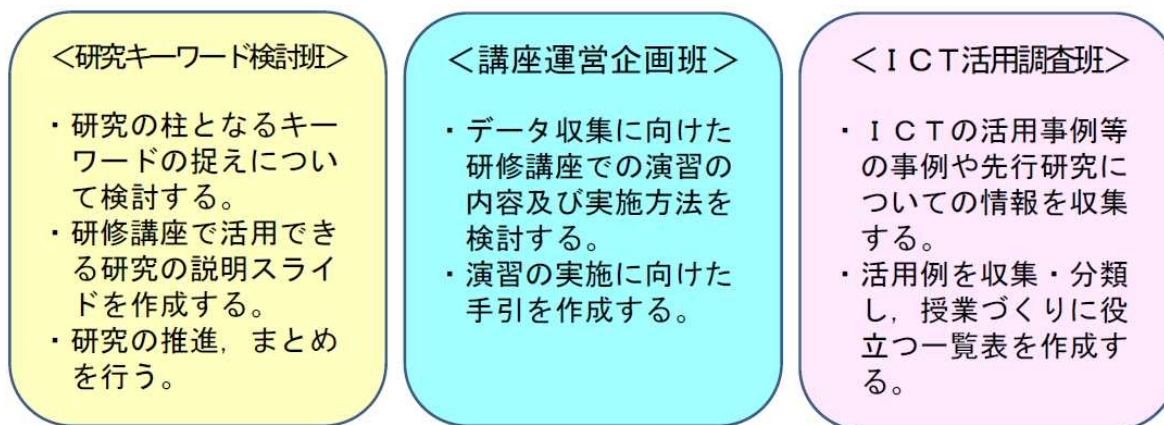 ＜研究キーワード検討班＞
・研究の柱となるキー
ワードの捉えについ
て検討する。
・研修講座で活用でき
る研究の説明スライ
ドを作成する。
・研究の推進，まとめ
を行う。
＜講座運営企画班＞
・データ収集に向けた
研修講座での演習の
内容及び実施方法を
検討する。
・演習の実施に向けた
手引を作成する。
＜ＩＣＴ活用調査班＞
・ＩＣＴの活用事例等
の事例や先行研究に
ついての情報を収集
する。
・活用例を収集・分類
し，授業づくりに役
立つ一覧表を作成す
る。